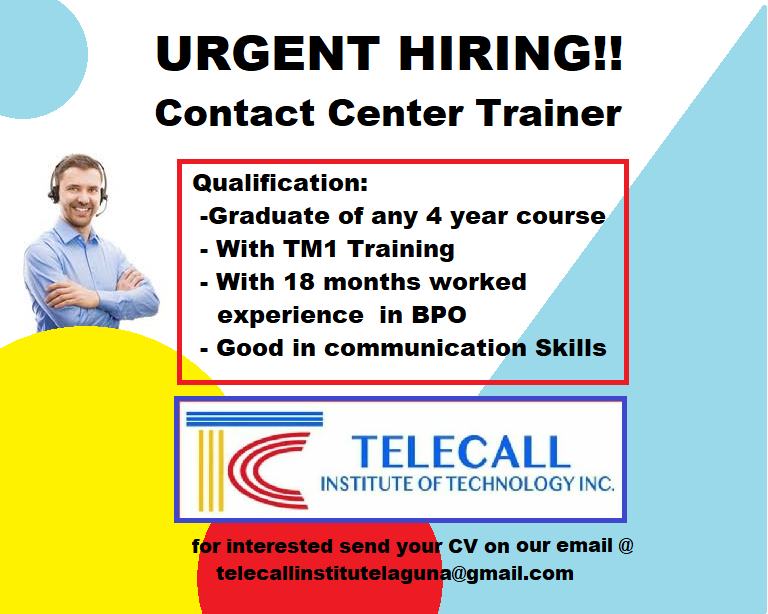 URGENT HIRING!!
Contact Center Trainer
Qualification:
-Graduate of any 4 year course
- With TM1 Training
- With 18 months worked
experience in BPO
- Good in communication Skills
TC
TELECALL
INSTITUTE OF TECHNOLOGY INC.
for interested send your CV on our email @
telecallinstitutelaguna@gmail.com